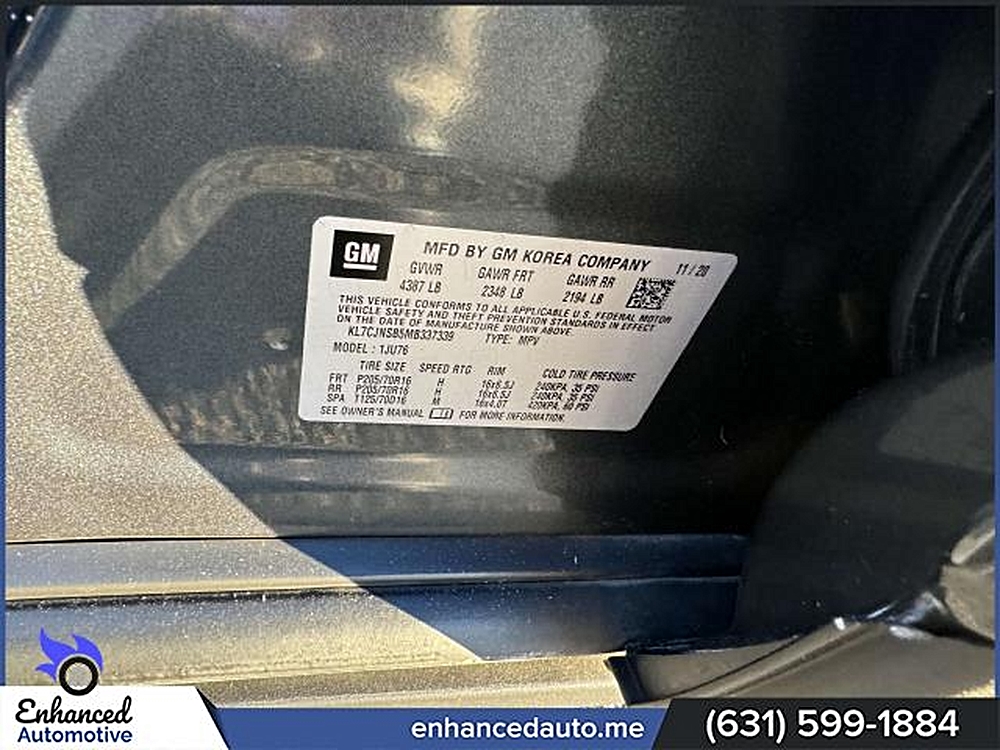 GM
MFD BY GM KOREA COMPANY
11 / 20
GVWR GAWR FRT GAWR RR
4387 LB 2348 LB 2194 LB
THIS VEHICLE CONFORMS TO ALL APPLICABLE U.S. FEDERAL MOTOR
VEHICLE SAFETY AND THEFT PREVENTION STANDARDS IN EFFECT
ON THE DATE OF MANUFACTURE SHOWN ABOVE.
KL7CJNSB5MB337339 TYPE: MPV
MODEL : 1JU76
TIRE SIZE SPEED RTG RIM COLD TIRE PRESSURE
FRT P205/70R16 H 16x6.5J 240KPA, 35 PSI
RR P205/70R16 H 16x6.5J 240KPA, 35 PSI
SPA T125/70D16 M 16x4.0T 420KPA, 60 PSI
SEE OWNER'S MANUAL FOR MORE INFORMATION.
Enhanced
Automotive
enhancedauto.me
(631) 599-1884